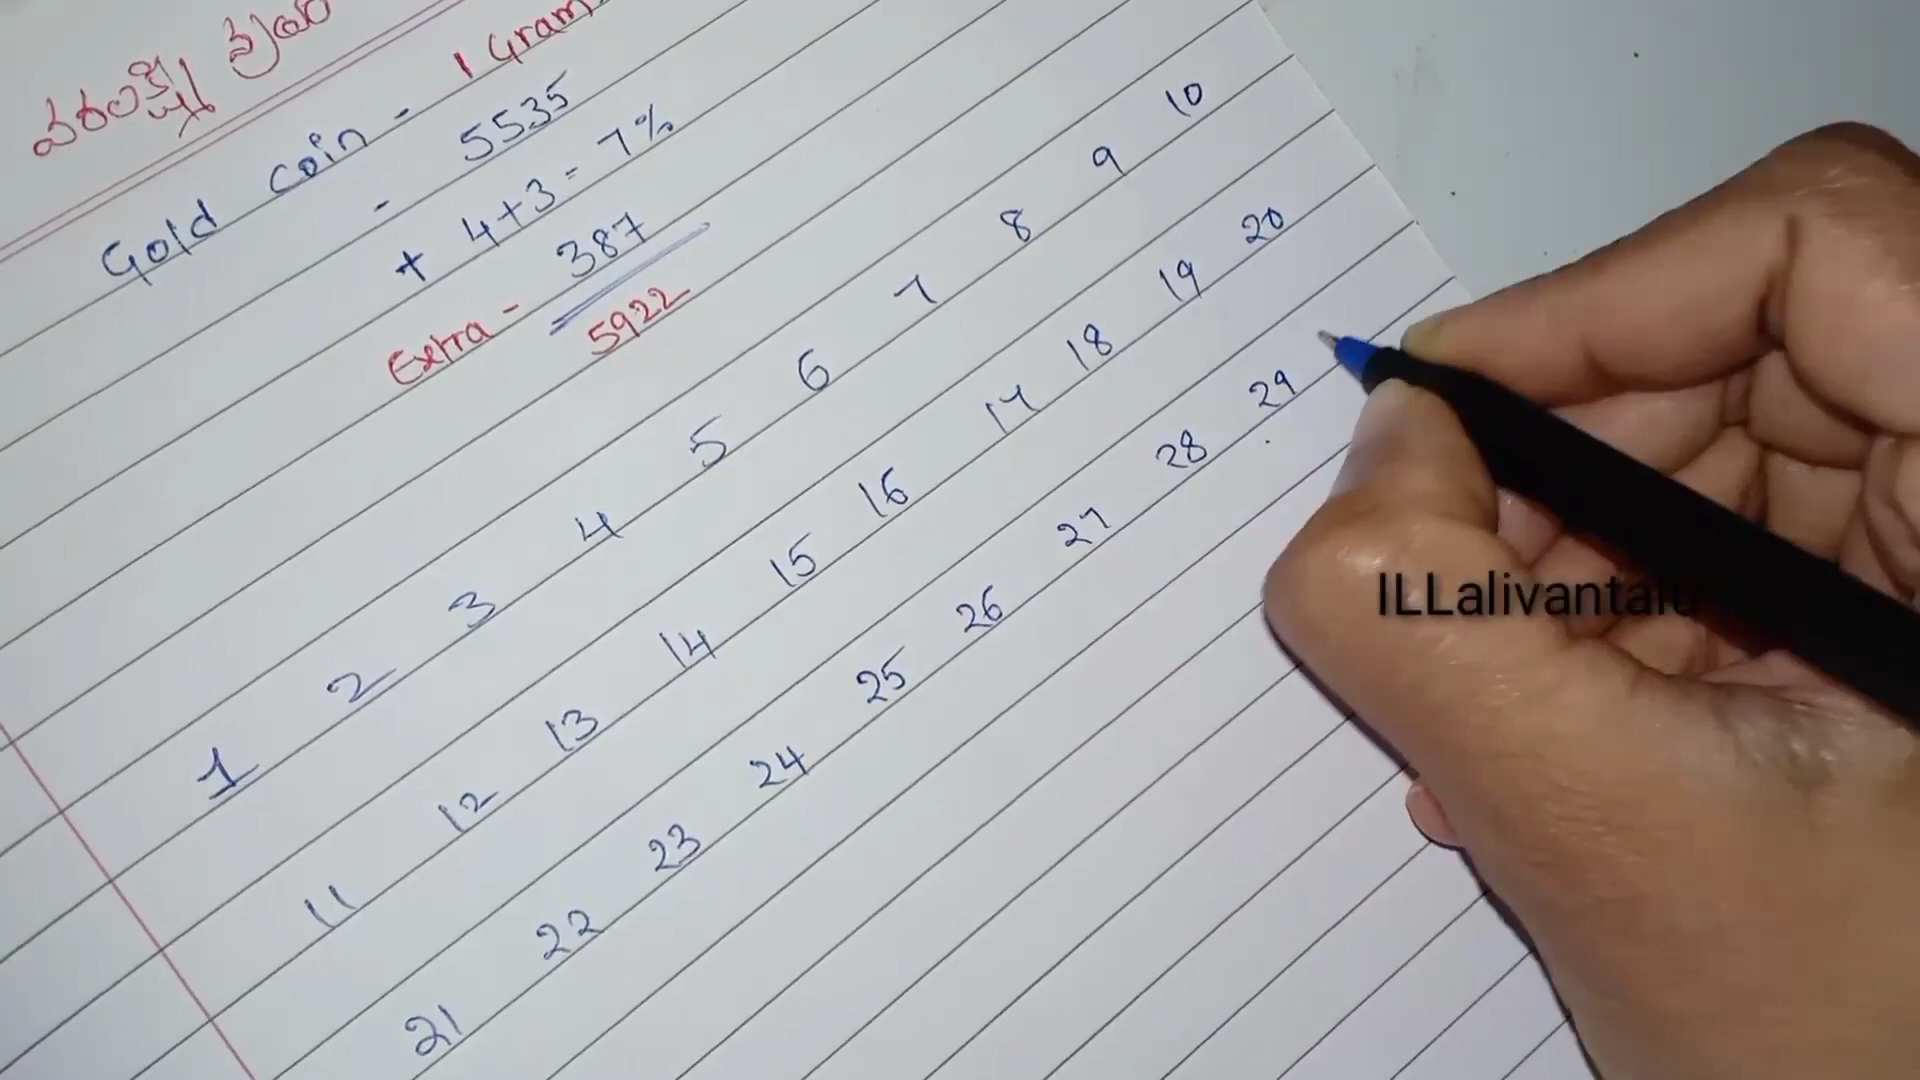 Gold coin - 1 Gram
- 5535
+ 4+3= 7%
Extra - 387
5922
1 2 3 4 5 6 7 8 9 10
11 12 13 14 15 16 17 18 19 20
21 22 23 24 25 26 27 28 29
ILLalivantalu